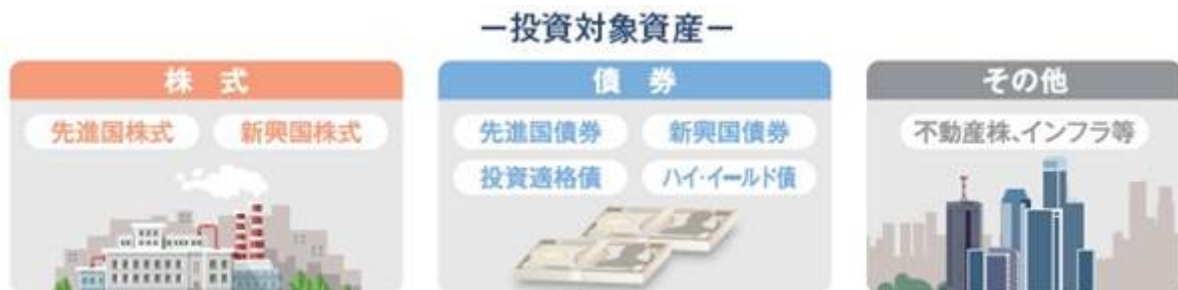 ー投資対象資産ー
株 式
先進国株式 新興国株式
債 券
先進国債券 新興国債券
投資適格債 ハイ・イールド債
その他
不動産株、インフラ等